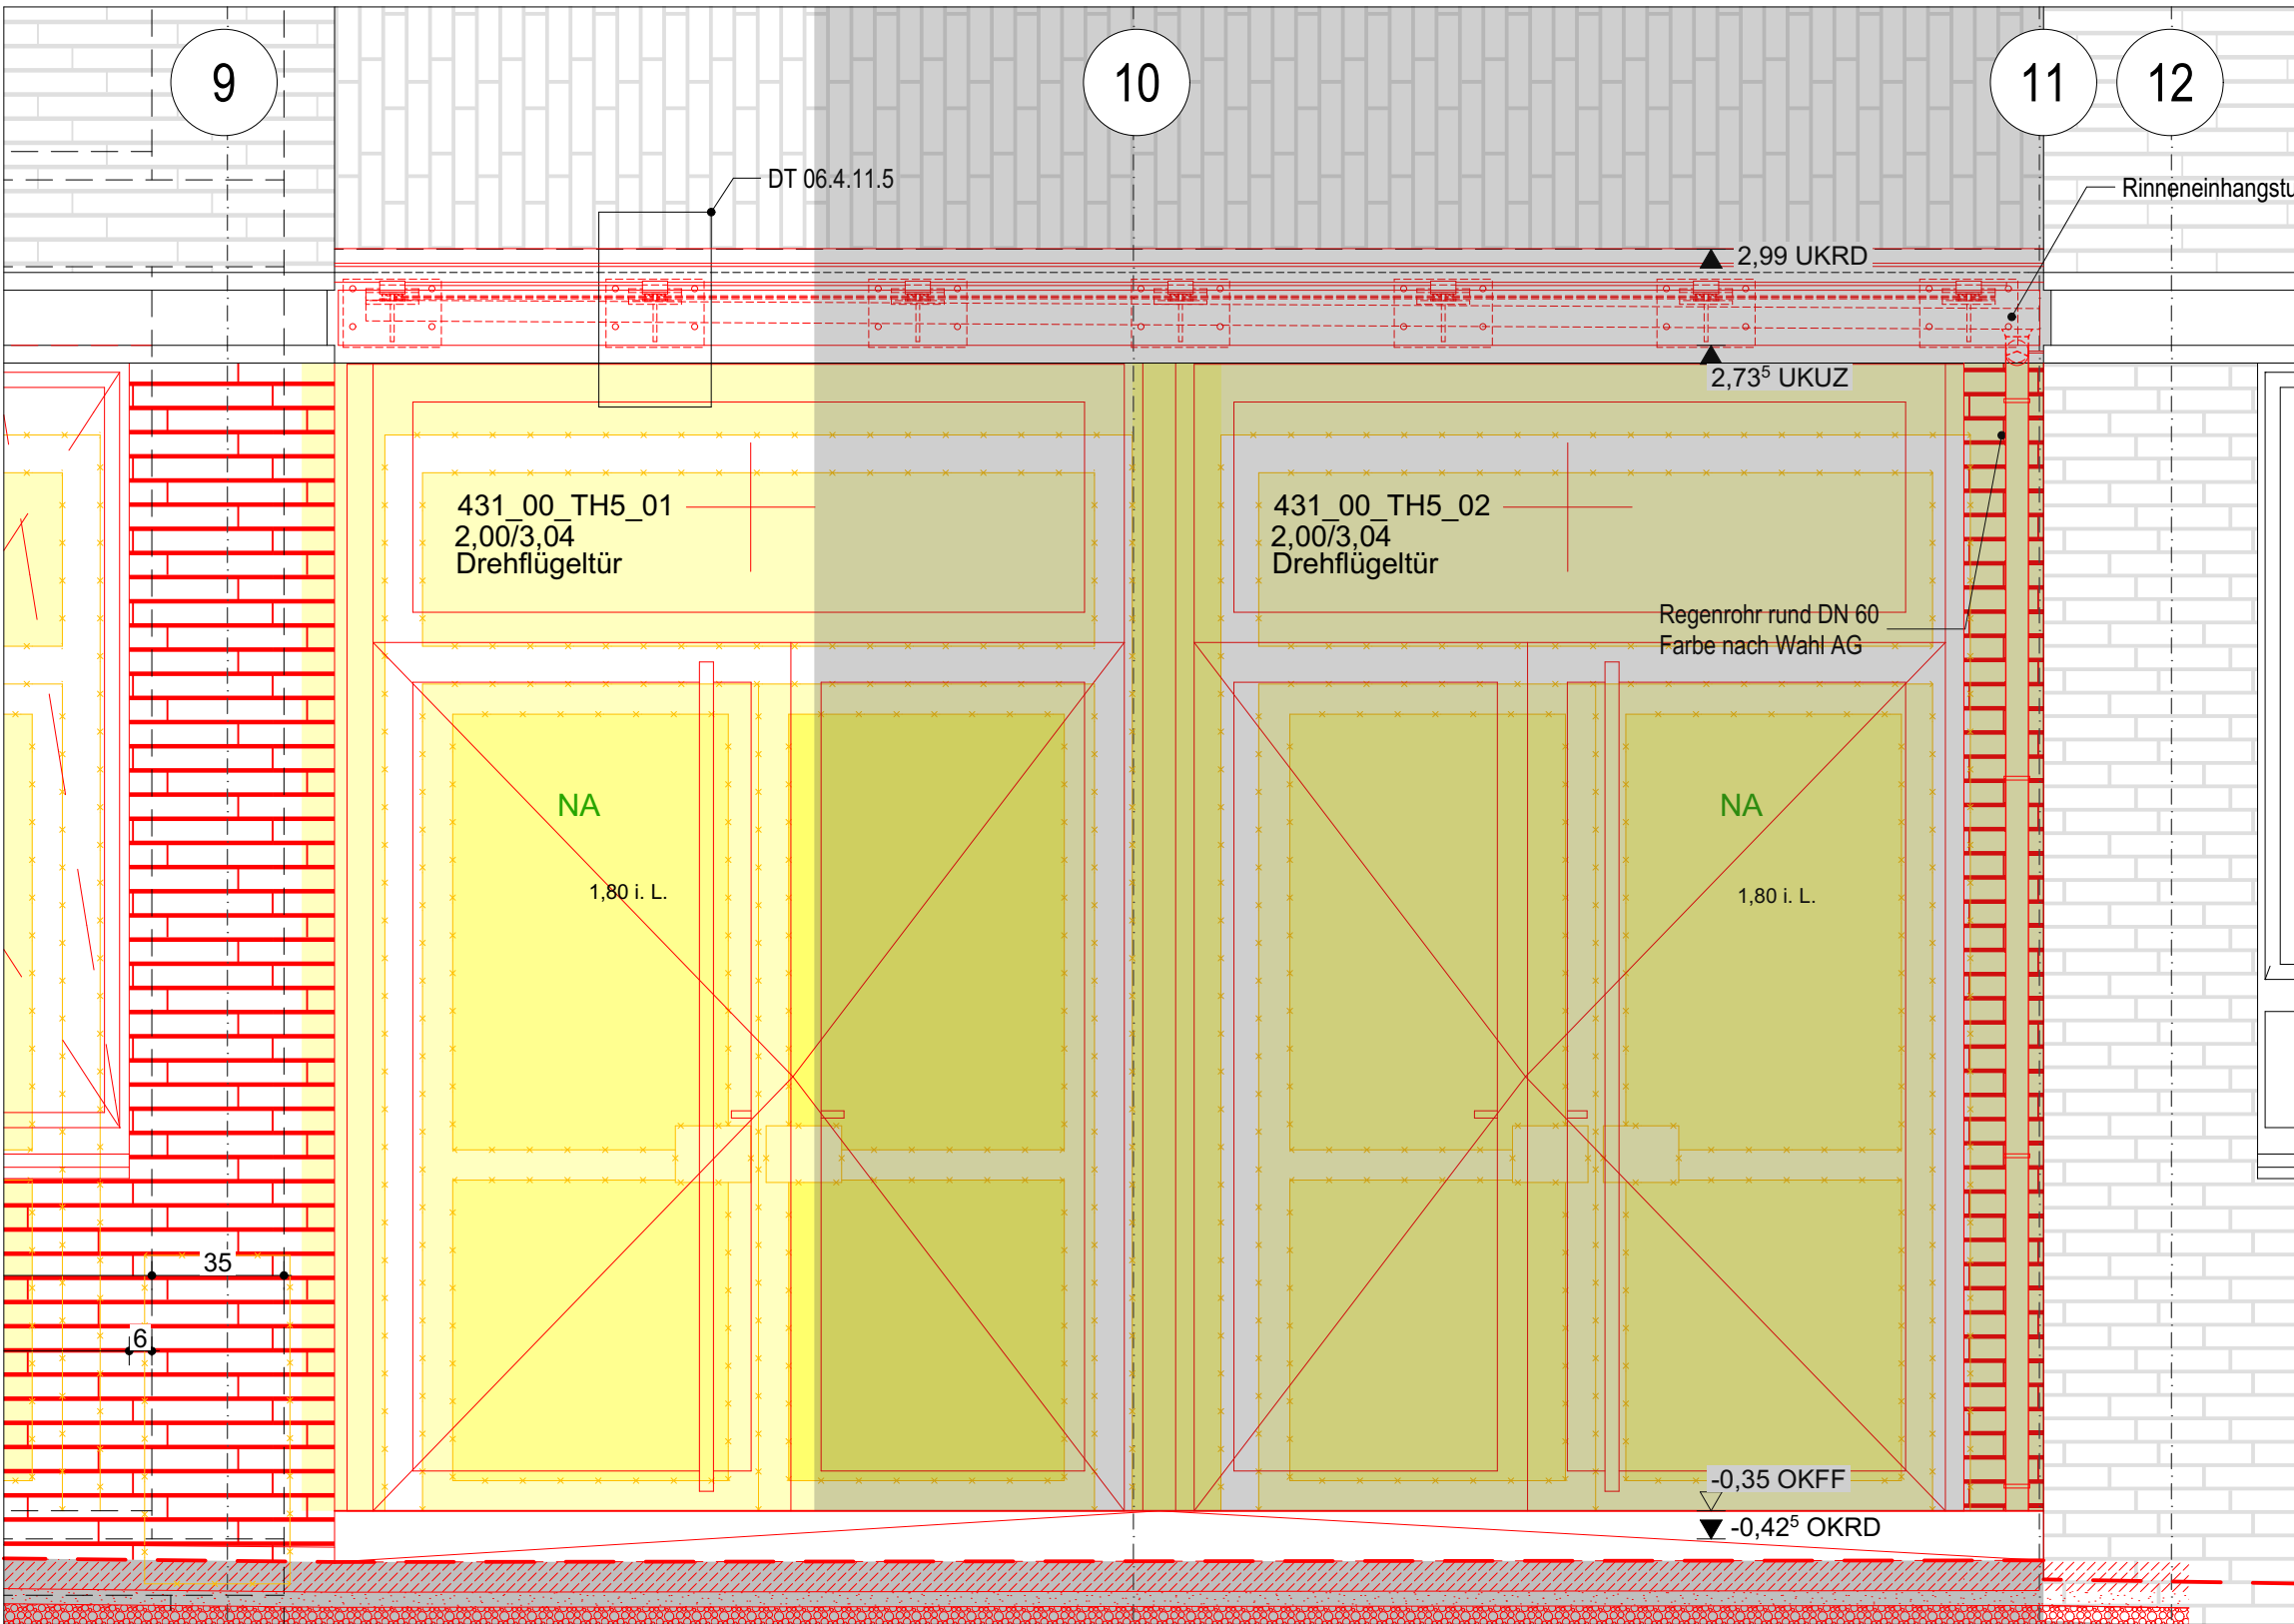 9
10
11
12
DT 06.4.11.5
2,99 UKRD
2,73⁵ UKUZ
431_00_TH5_01
2,00/3,04
Drehflügeltür
431_00_TH5_02
2,00/3,04
Drehflügeltür
Regenrohr rund DN 60
Farbe nach Wahl AG
NA
NA
1,80 i. L.
1,80 i. L.
35
6
-0,35 OKFF
-0,42⁵ OKRD